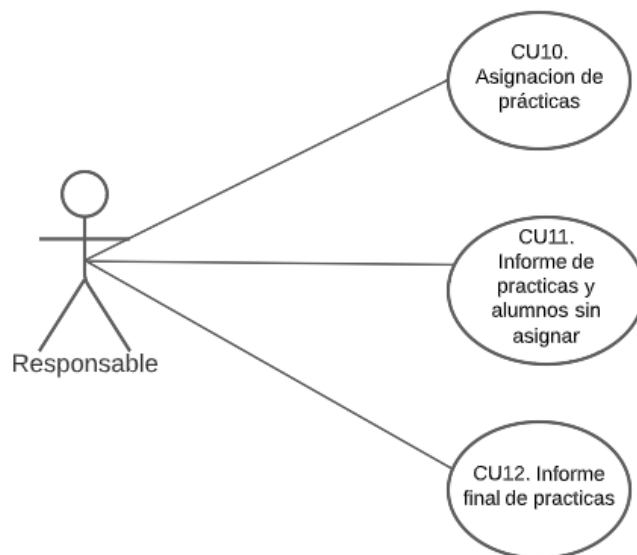 CU10.
Asignacion de
prácticas
CU11.
Informe de
practicas y
alumnos sin
asignar
Responsable
CU12. Informe
final de practicas